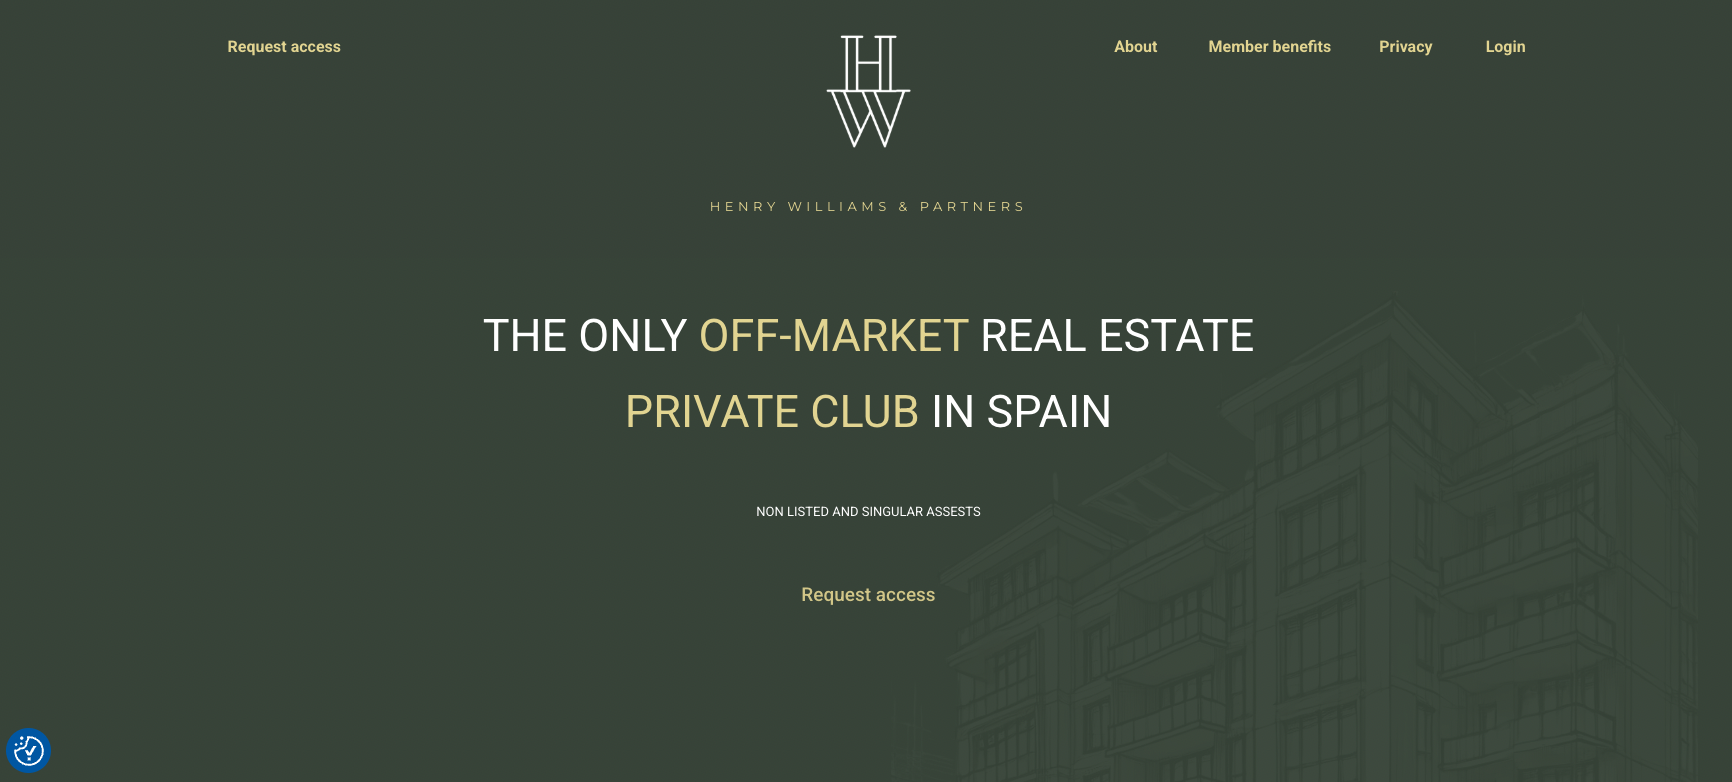 Request access
About
Member benefits
Privacy
Login
HW
HENRY WILLIAMS & PARTNERS
THE ONLY OFF-MARKET REAL ESTATE
PRIVATE CLUB IN SPAIN
NON LISTED AND SINGULAR ASSESTS
Request access